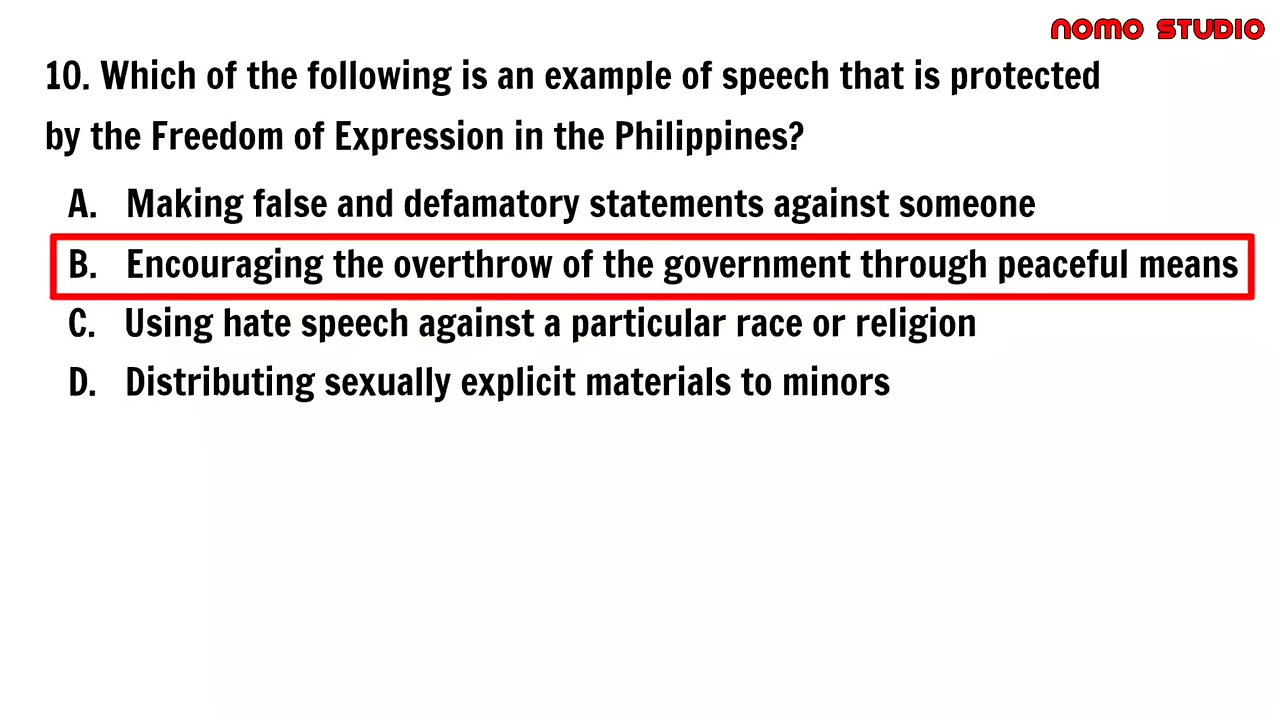 NOMO STUDIO
10. Which of the following is an example of speech that is protected
by the Freedom of Expression in the Philippines?
A. Making false and defamatory statements against someone
B. Encouraging the overthrow of the government through peaceful means
C. Using hate speech against a particular race or religion
D. Distributing sexually explicit materials to minors